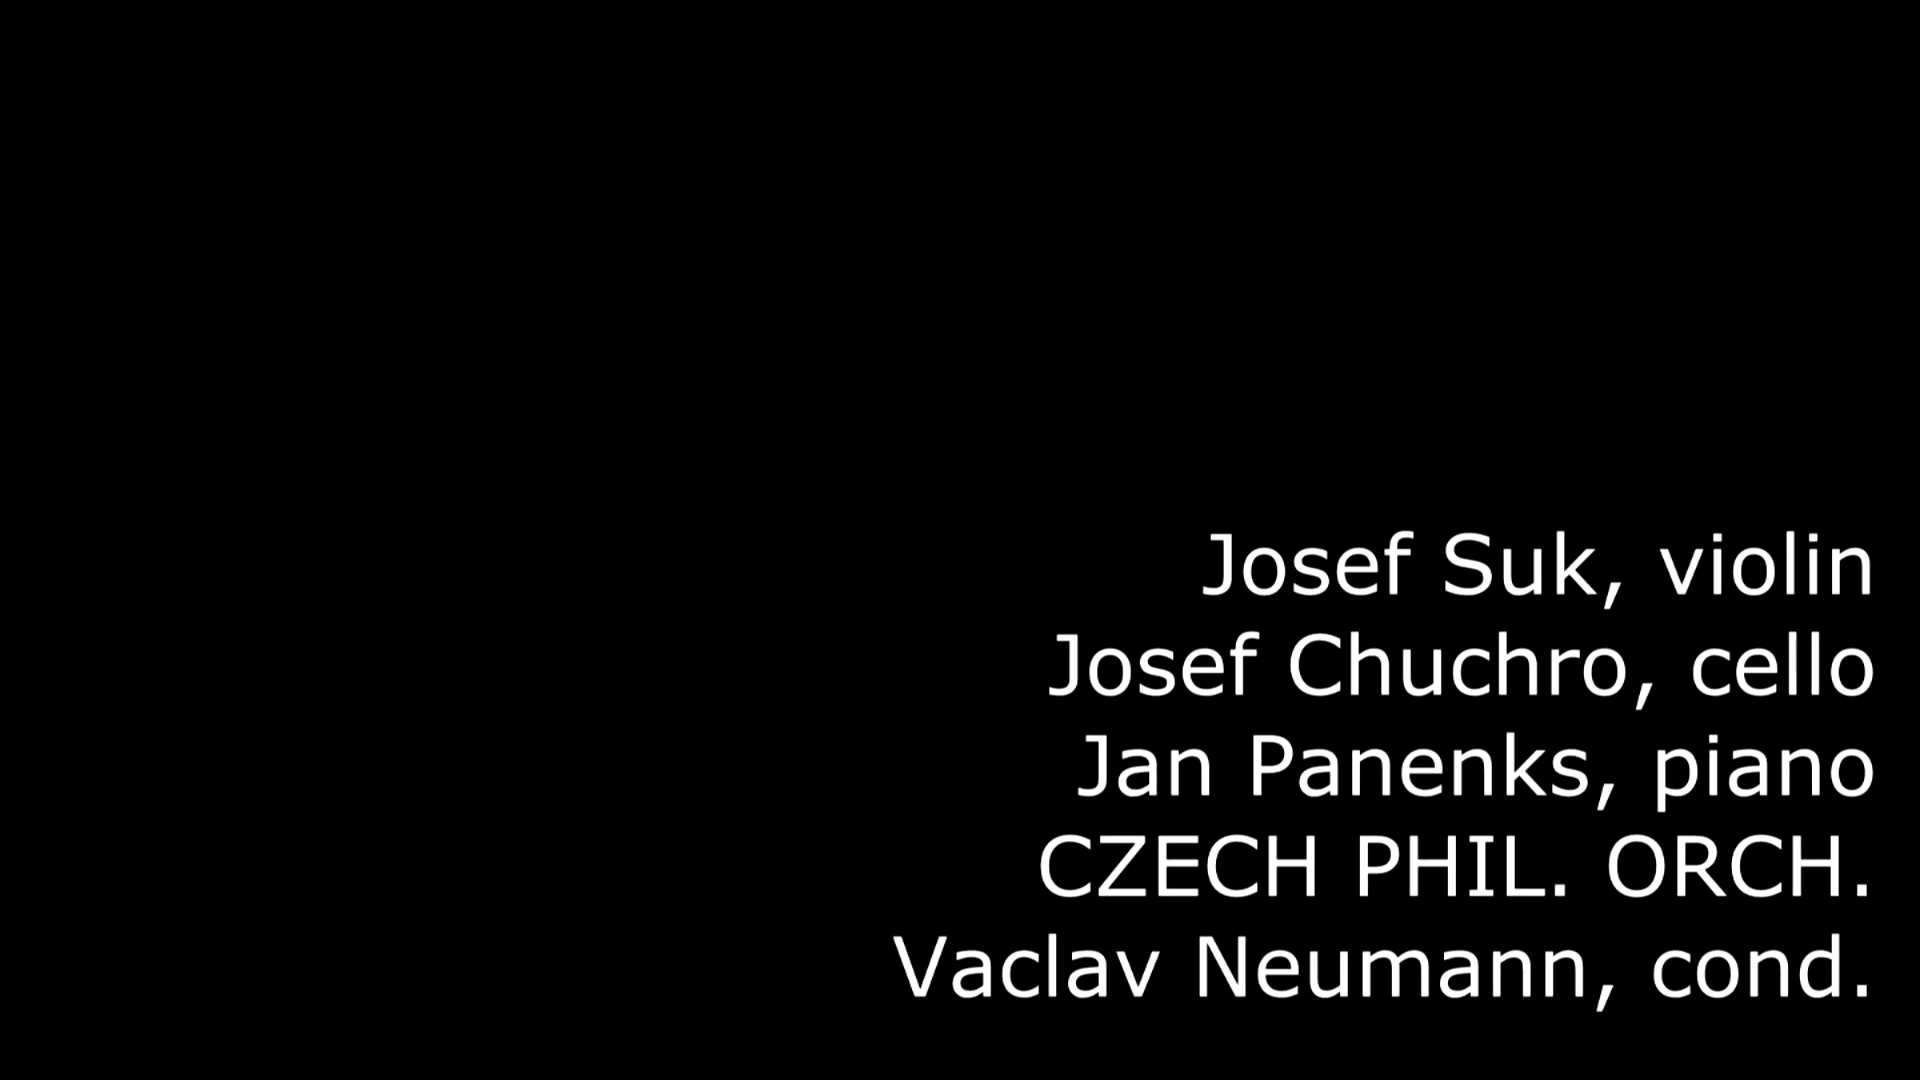 Josef Suk, violin
Josef Chuchro, cello
Jan Panenks, piano
CZECH PHIL. ORCH.
Vaclav Neumann, cond.